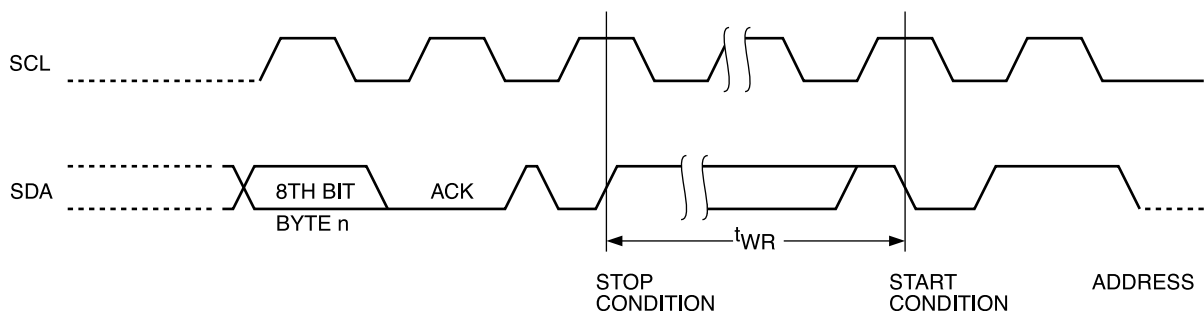 SCL
SDA
8TH BIT
ACK
BYTE n
tWR
STOP
CONDITION
START
CONDITION
ADDRESS